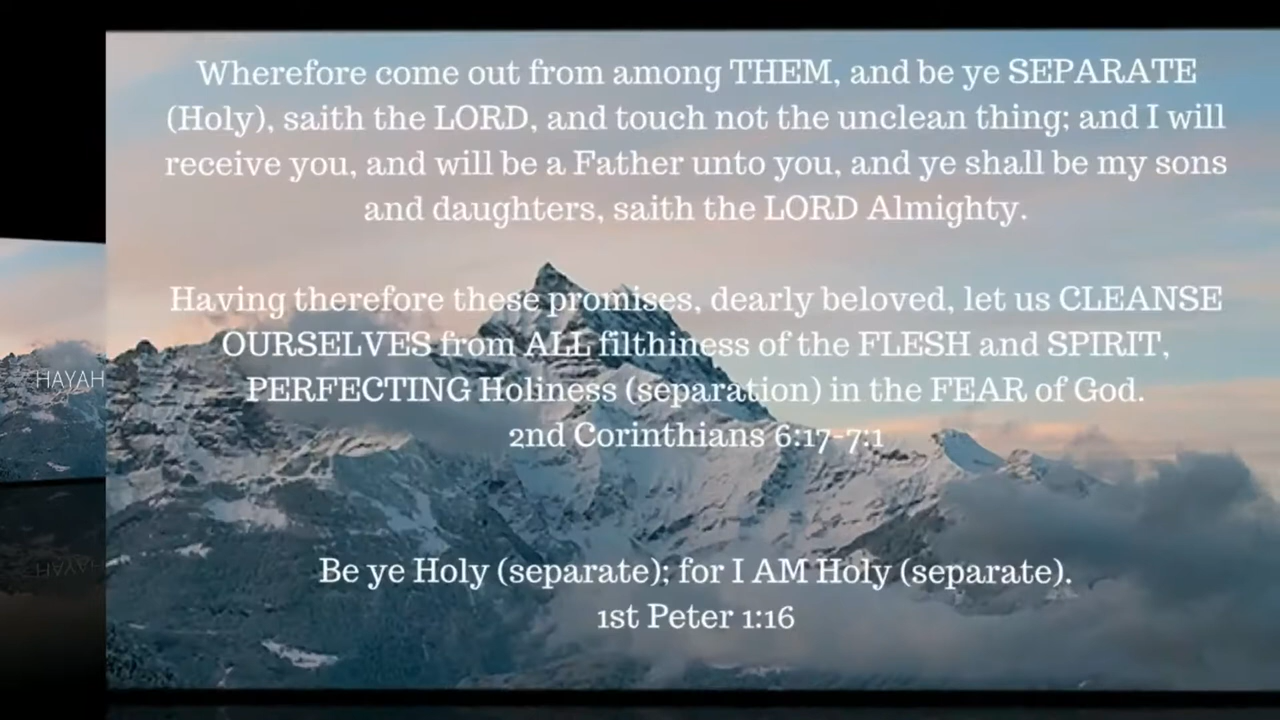 Wherefore come out from among THEM, and be ye SEPARATE
(Holy), saith the LORD, and touch not the unclean thing; and I will
receive you, and will be a Father unto you, and ye shall be my sons
and daughters, saith the LORD Almighty.
Having therefore these promises, dearly beloved, let us CLEANSE
OURSELVES from ALL filthiness of the FLESH and SPIRIT,
PERFECTING Holiness (separation) in the FEAR of God.
2nd Corinthians 6:17-7:1
Be ye Holy (separate); for I AM Holy (separate).
1st Peter 1:16
HAYAH